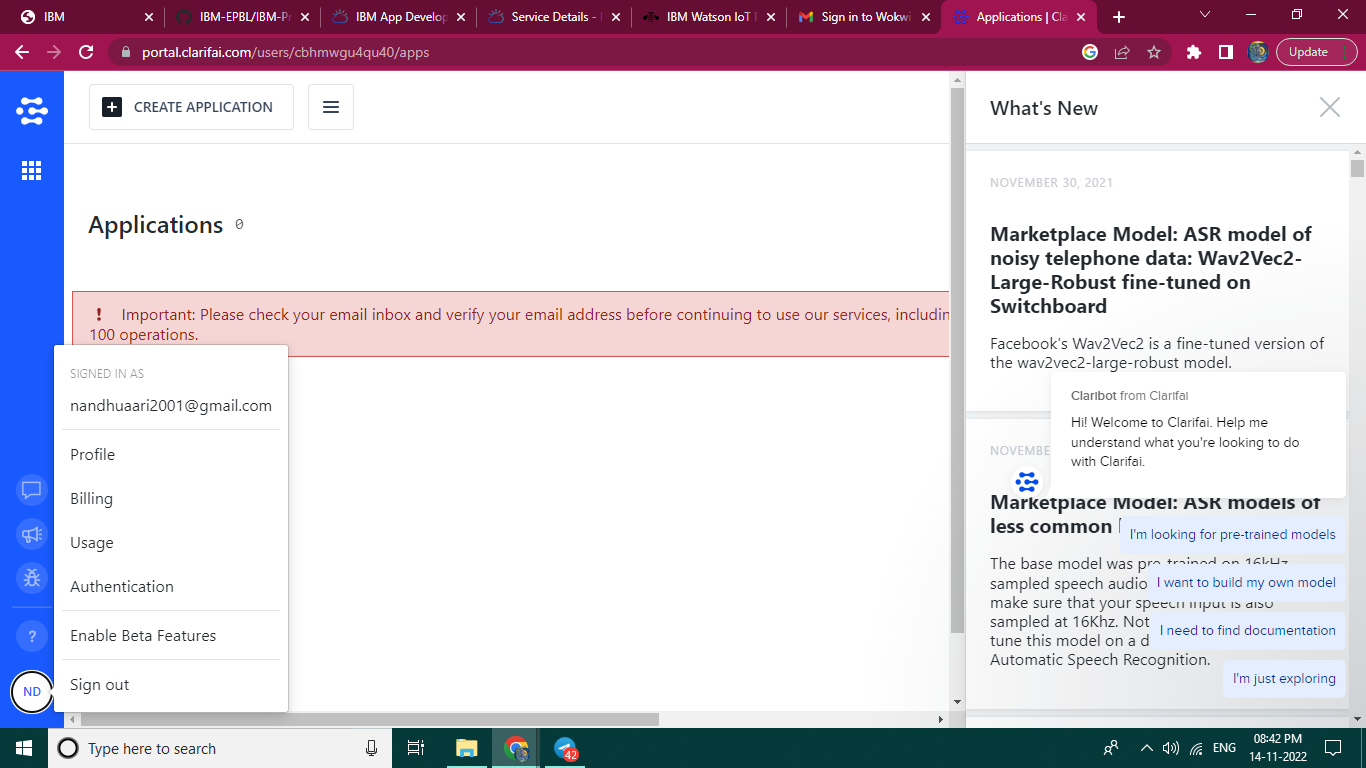 IBM
IBM-EPBL/IBM-Pr
IBM App Develop
Service Details -
IBM Watson IoT P
Sign in to Wokwi
Applications | Cla
portal.clarifai.com/users/cbhmwgu4qu40/apps
Update
CREATE APPLICATION
Applications 0
! Important: Please check your email inbox and verify your email address before continuing to use our services, includin
100 operations.
SIGNED IN AS
nandhuaari2001@gmail.com
Profile
Billing
Usage
Authentication
Enable Beta Features
Sign out
?
ND
What's New
NOVEMBER 30, 2021
Marketplace Model: ASR model of
noisy telephone data: Wav2Vec2-
Large-Robust fine-tuned on
Switchboard
Facebook's Wav2Vec2 is a fine-tuned version of
the wav2vec2-large-robust model.
NOVEMBE
Marketplace Model: ASR models of
less common
The base model was pre-trained on 16kHz
sampled speech audio
make sure that your speech input is also
sampled at 16Khz. Not
tune this model on a d
Automatic Speech Recognition.
Claribot from Clarifai
Hi! Welcome to Clarifai. Help me
understand what you're looking to do
with Clarifai.
I'm looking for pre-trained models
I want to build my own model
I need to find documentation
I'm just exploring
Type here to search
42
ENG
08:42 PM
14-11-2022